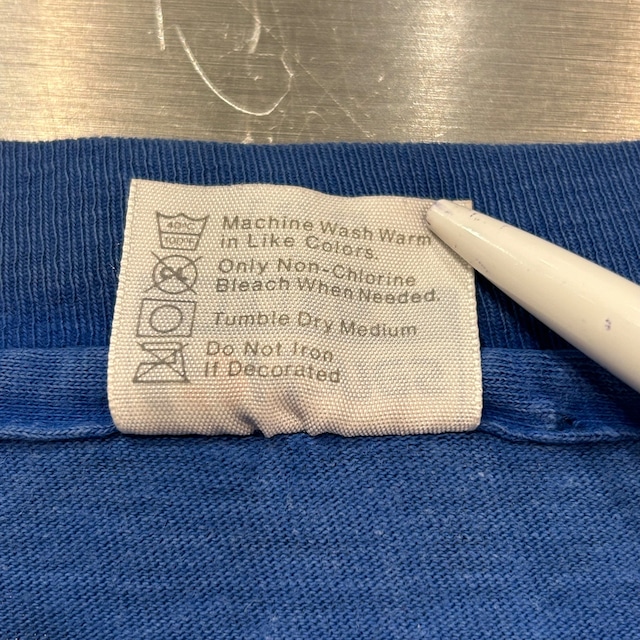 40°C
100°F
Machine Wash Warm
in Like Colors.
CL
Only Non-Chlorine
Bleach When Needed.
Tumble Dry Medium
Do Not Iron
If Decorated